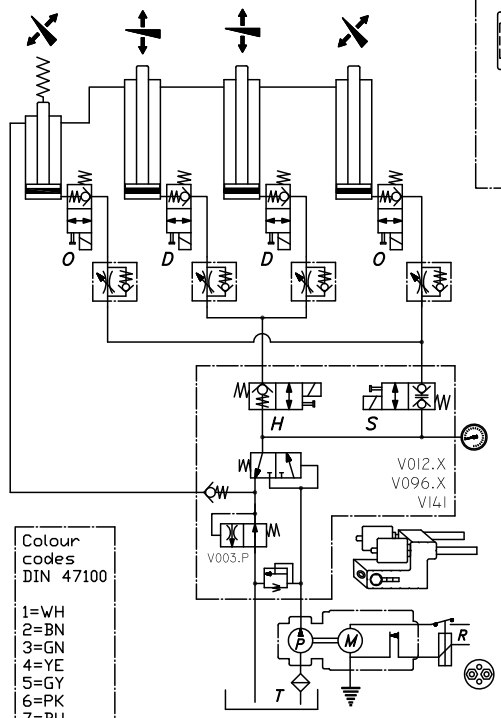 O
D
D
O
H
S
V012.X
V096.X
V141
V003.P
Colour
codes
DIN 47100
1=WH
2=BN
3=GN
4=YE
5=GY
6=PK
P
M
R
T